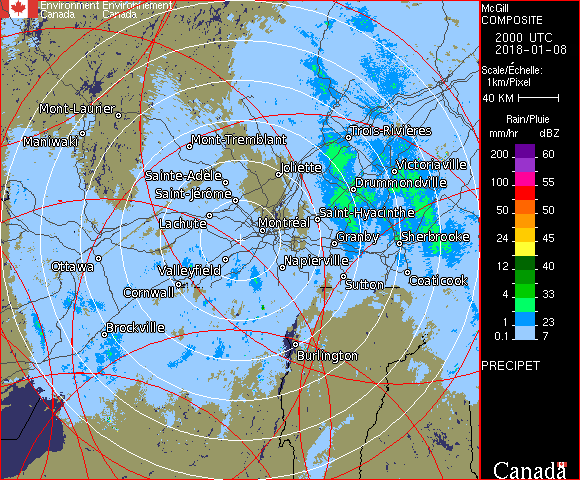 Environment Environnement
Canada Canada
Mont-Laurier
Maniwaki
Mont-Tremblant
Trois-Rivières
Joliette
Victoriaville
Sainte-Adèle
Drummondville
Saint-Jérôme
Lachute
Saint-Hyacinthe
Montréal
Granby
Sherbrooke
Ottawa
Valleyfield
Napierville
Cornwall
Sutton
Coaticook
Brockville
Burlington
McGill
COMPOSITE
2000 UTC
2018-01-08
Scale/Échelle:
1km/Pixel
40 KM
Rain/Pluie
mm/hr dBZ
200 60
100 55
50 50
24 45
12 40
4 33
1 23
0.1 7
PRECIPET
Canada